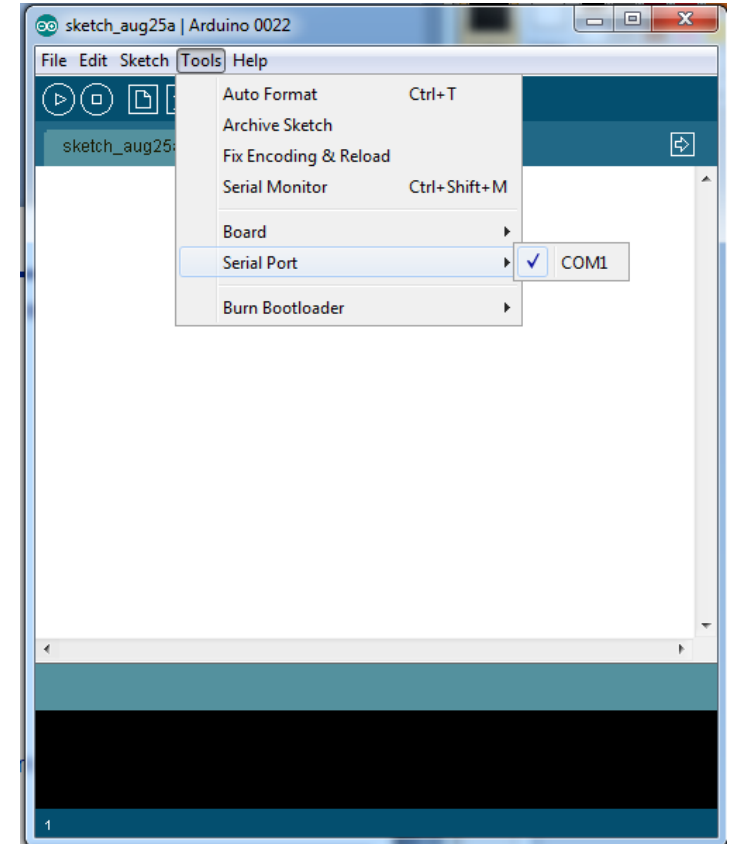 sketch_aug25a | Arduino 0022
File Edit Sketch Tools Help
sketch_aug25
Auto Format Ctrl+T
Archive Sketch
Fix Encoding & Reload
Serial Monitor Ctrl+Shift+M
Board
Serial Port
COM1
Burn Bootloader
1